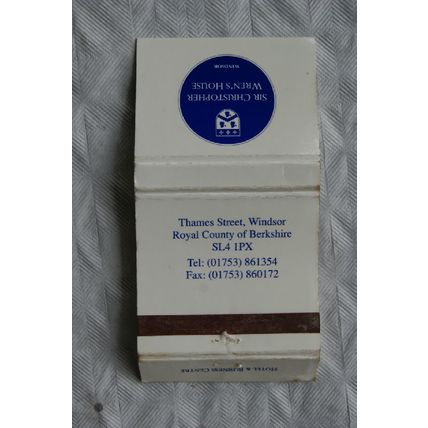 SIR CHRISTOPHER
WREN'S HOUSE
WINDSOR
Thames Street, Windsor
Royal County of Berkshire
SL4 1PX
Tel: (01753) 861354
Fax: (01753) 860172
HOTEL & BUSINESS CENTRE